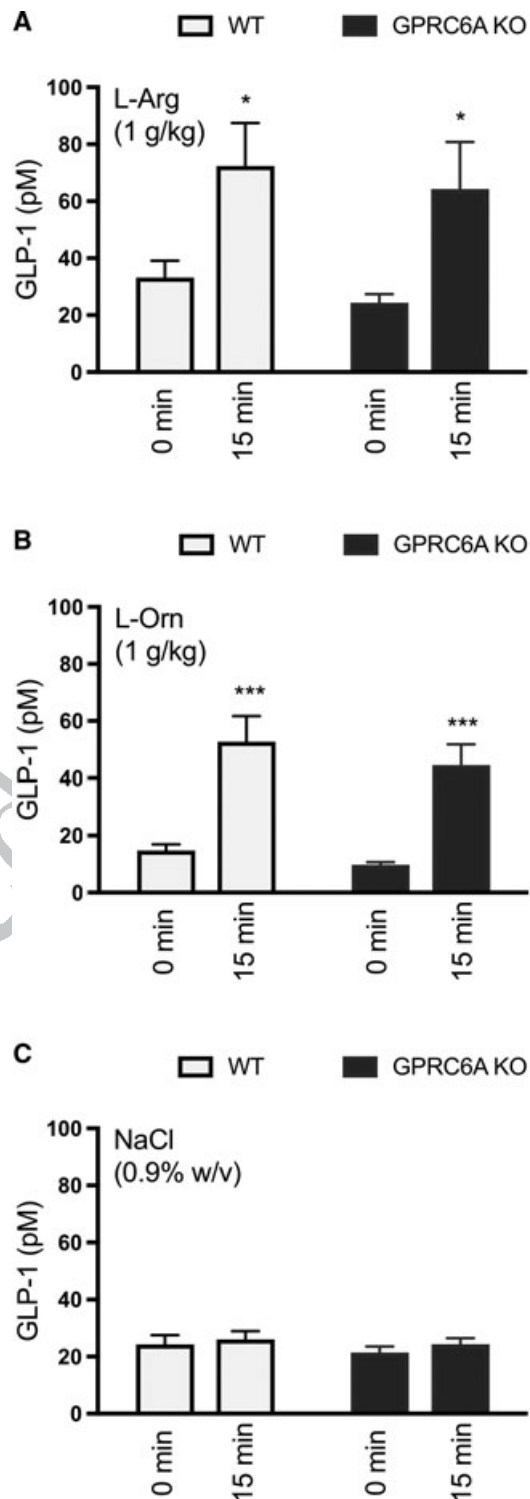 A
WT GPRC6A KO
L-Arg
(1 g/kg)
* *
100
80
60
40
20
0
GLP-1 (pM)
0 min 15 min 0 min 15 min
B
WT GPRC6A KO
L-Orn
(1 g/kg)
*** ***
100
80
60
40
20
0
GLP-1 (pM)
0 min 15 min 0 min 15 min
C
WT GPRC6A KO
NaCl
(0.9% w/v)
100
80
60
40
20
0
GLP-1 (pM)
0 min 15 min 0 min 15 min